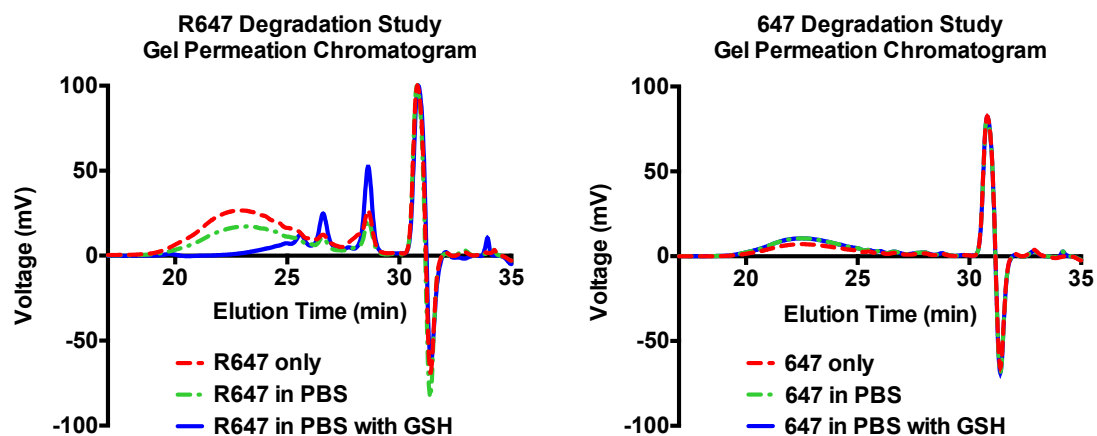 R647 Degradation Study
Gel Permeation Chromatogram
100
50
0
-50
-100
20
25
30
35
Voltage (mV)
Elution Time (min)
R647 only
R647 in PBS
R647 in PBS with GSH
647 Degradation Study
Gel Permeation Chromatogram
100
50
0
-50
-100
20
25
30
35
Voltage (mV)
Elution Time (min)
647 only
647 in PBS
647 in PBS with GSH